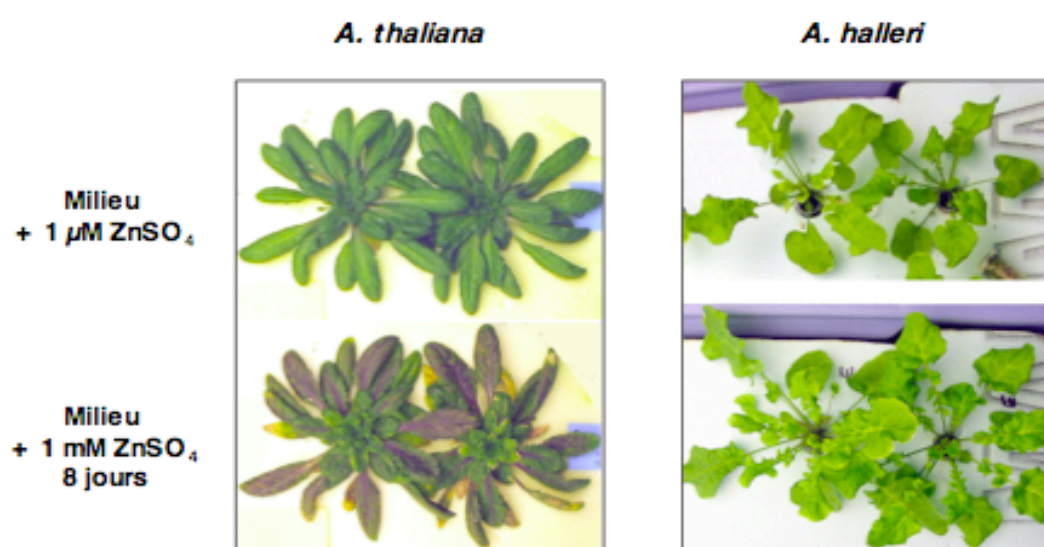 A. thaliana
A. halleri
Milieu
+ 1 µM ZnSO₄
Milieu
+ 1 mM ZnSO₄
8 jours